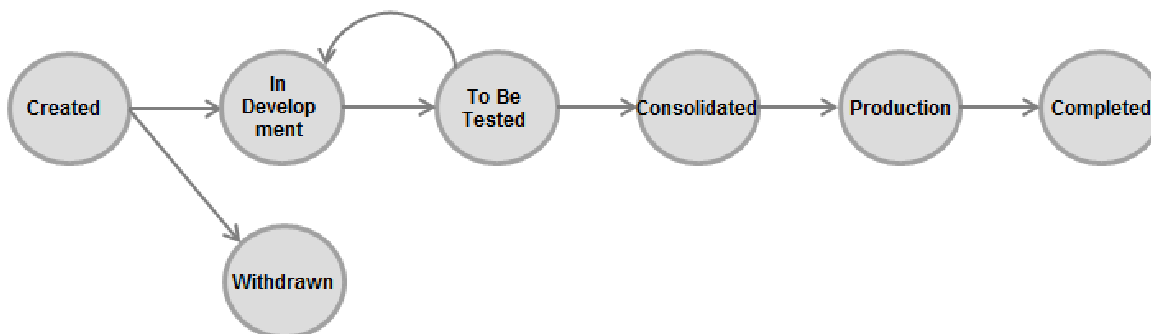 Created
In
Develop
ment
To Be
Tested
Consolidated
Production
Completed
Withdrawn